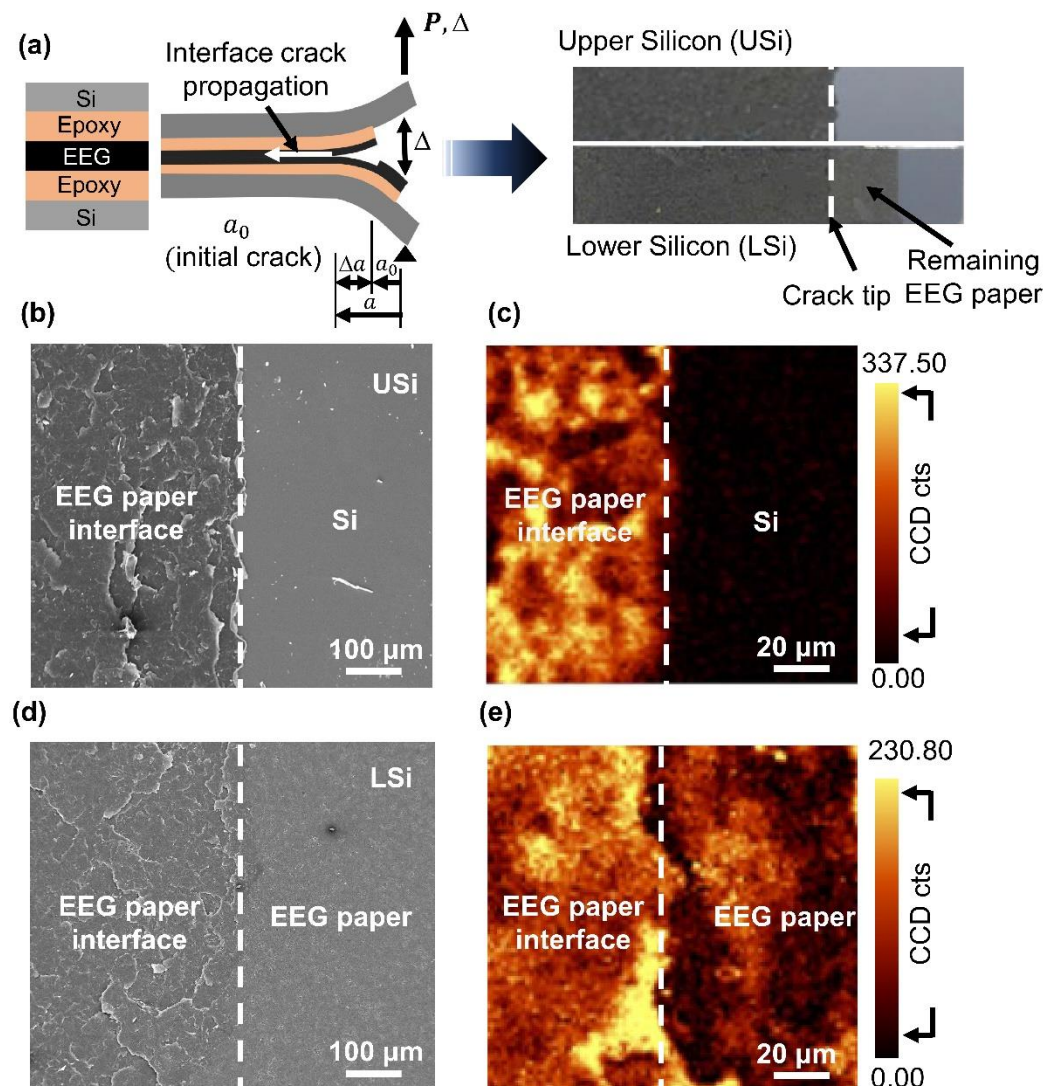 (a)
Si
Epoxy
EEG
Epoxy
Si
Interface crack
propagation
P, Δ
Δ
a₀
(initial crack)
Δa
a₀
a
Upper Silicon (USi)
Lower Silicon (LSi)
Crack tip
Remaining
EEG paper
(b)
USi
EEG paper
interface
Si
100 µm
(c)
EEG paper
interface
Si
20 µm
337.50
CCD cts
0.00
(d)
LSi
EEG paper
interface
EEG paper
100 µm
(e)
EEG paper
interface
EEG paper
20 µm
230.80
CCD cts
0.00